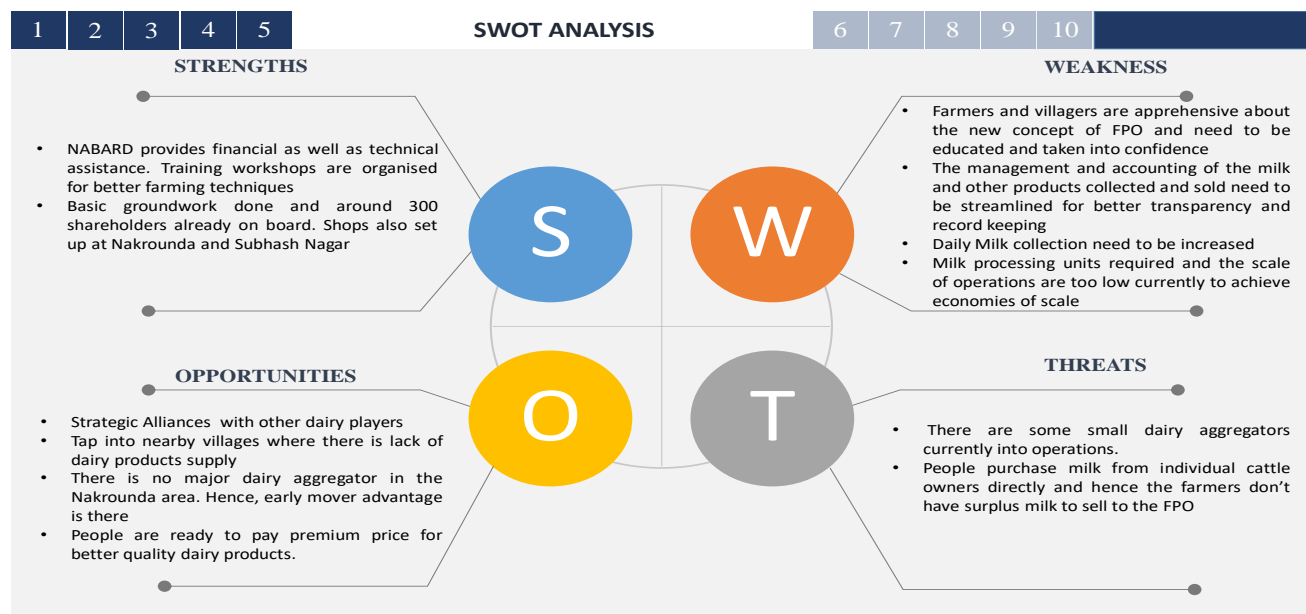 1 2 3 4 5 SWOT ANALYSIS 6 7 8 9 10
STRENGTHS
• NABARD provides financial as well as technical
assistance. Training workshops are organised
for better farming techniques
• Basic groundwork done and around 300
shareholders already on board. Shops also set
up at Nakrounda and Subhash Nagar
S
WEAKNESS
• Farmers and villagers are apprehensive about
the new concept of FPO and need to be
educated and taken into confidence
• The management and accounting of the milk
and other products collected and sold need to
be streamlined for better transparency and
record keeping
• Daily Milk collection need to be increased
• Milk processing units required and the scale
of operations are too low currently to achieve
economies of scale
W
OPPORTUNITIES
• Strategic Alliances with other dairy players
• Tap into nearby villages where there is lack of
dairy products supply
• There is no major dairy aggregator in the
Nakrounda area. Hence, early mover advantage
is there
• People are ready to pay premium price for
better quality dairy products.
O
THREATS
• There are some small dairy aggregators
currently into operations.
• People purchase milk from individual cattle
owners directly and hence the farmers don’t
have surplus milk to sell to the FPO
T